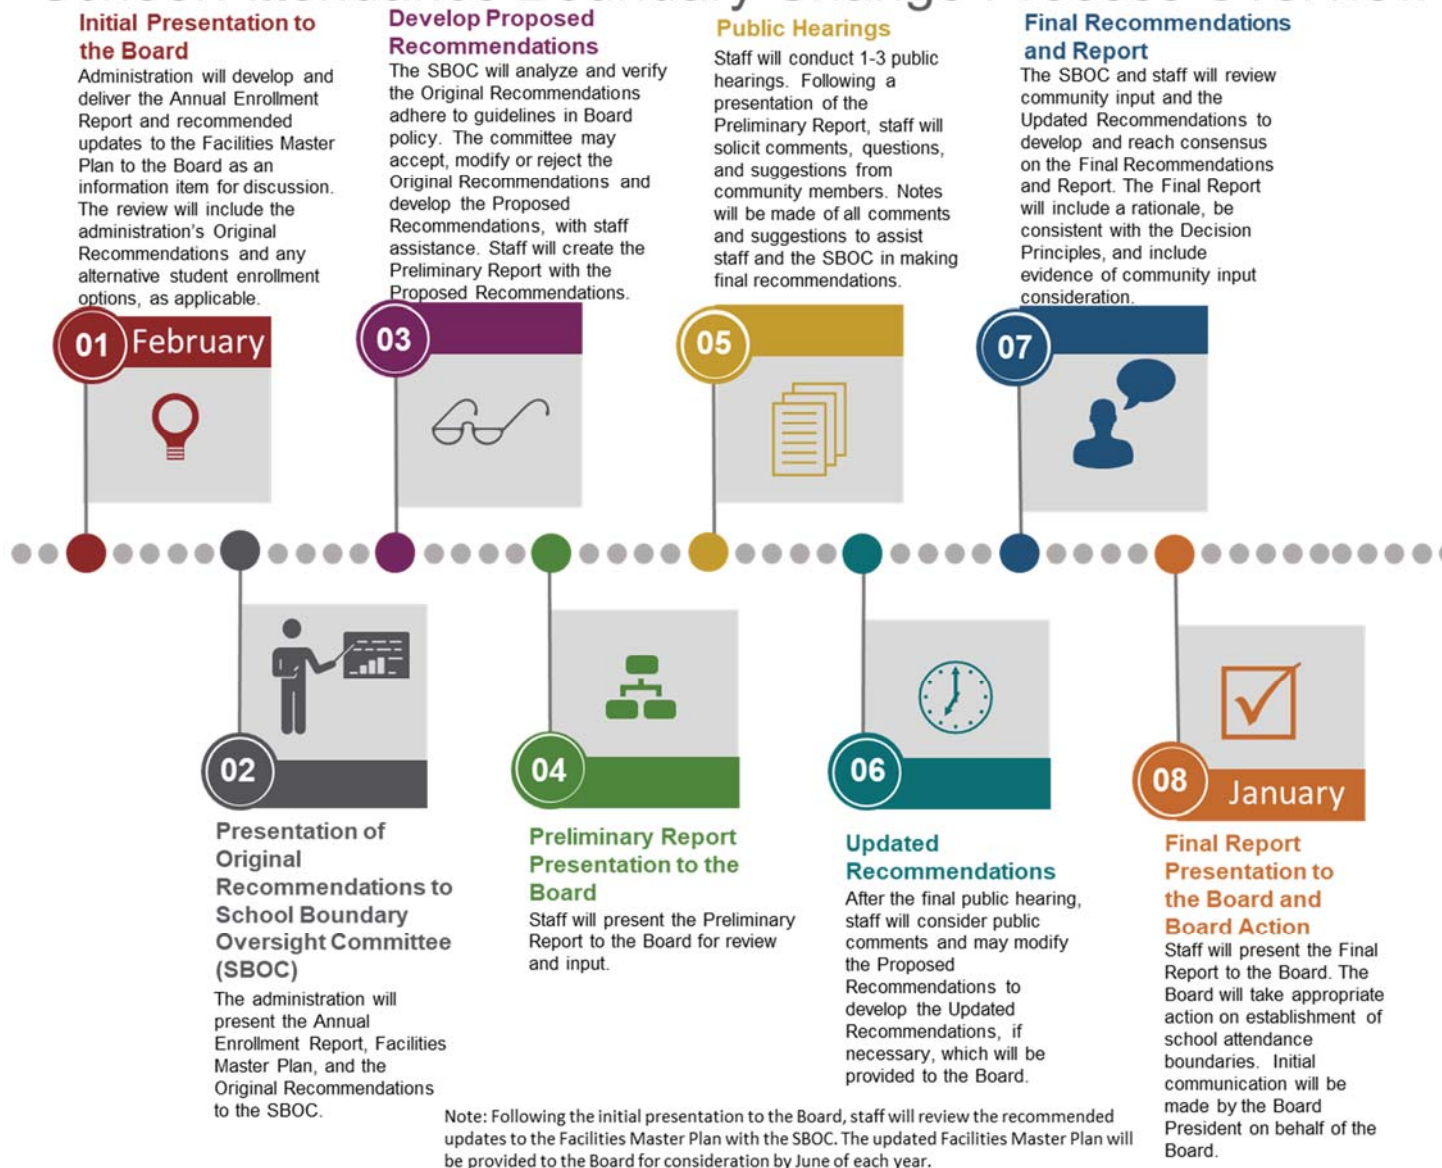 School Attendance Boundary Change Process Overview
Initial Presentation to
the Board
Administration will develop and
deliver the Annual Enrollment
Report and recommended
updates to the Facilities Master
Plan to the Board as an
information item for discussion.
The review will include the
administration's Original
Recommendations and any
alternative student enrollment
options, as applicable.
01 February
Presentation of
Original
Recommendations to
School Boundary
Oversight Committee
(SBOC)
The administration will
present the Annual
Enrollment Report, Facilities
Master Plan, and the
Original Recommendations
to the SBOC.
02
Develop Proposed
Recommendations
The SBOC will analyze and verify
the Original Recommendations
adhere to guidelines in Board
policy. The committee may
accept, modify or reject the
Original Recommendations and
develop the Proposed
Recommendations, with staff
assistance. Staff will create the
Preliminary Report with the
Proposed Recommendations.
03
04
Preliminary Report
Presentation to the
Board
Staff will present the Preliminary
Report to the Board for review
and input.
Public Hearings
Staff will conduct 1-3 public
hearings. Following a
presentation of the
Preliminary Report, staff will
solicit comments, questions,
and suggestions from
community members. Notes
will be made of all comments
and suggestions to assist
staff and the SBOC in making
final recommendations.
05
06
Updated
Recommendations
After the final public hearing,
staff will consider public
comments and may modify
the Proposed
Recommendations to
develop the Updated
Recommendations, if
necessary, which will be
provided to the Board.
Final Recommendations
and Report
The SBOC and staff will review
community input and the
Updated Recommendations to
develop and reach consensus
on the Final Recommendations
and Report. The Final Report
will include a rationale, be
consistent with the Decision
Principles, and include
evidence of community input
consideration.
07
08 January
Final Report
Presentation to
the Board and
Board Action
Staff will present the Final
Report to the Board. The
Board will take appropriate
action on establishment of
school attendance
boundaries. Initial
communication will be
made by the Board
President on behalf of the
Board.
Note: Following the initial presentation to the Board, staff will review the recommended
updates to the Facilities Master Plan with the SBOC. The updated Facilities Master Plan will
be provided to the Board for consideration by June of each year.